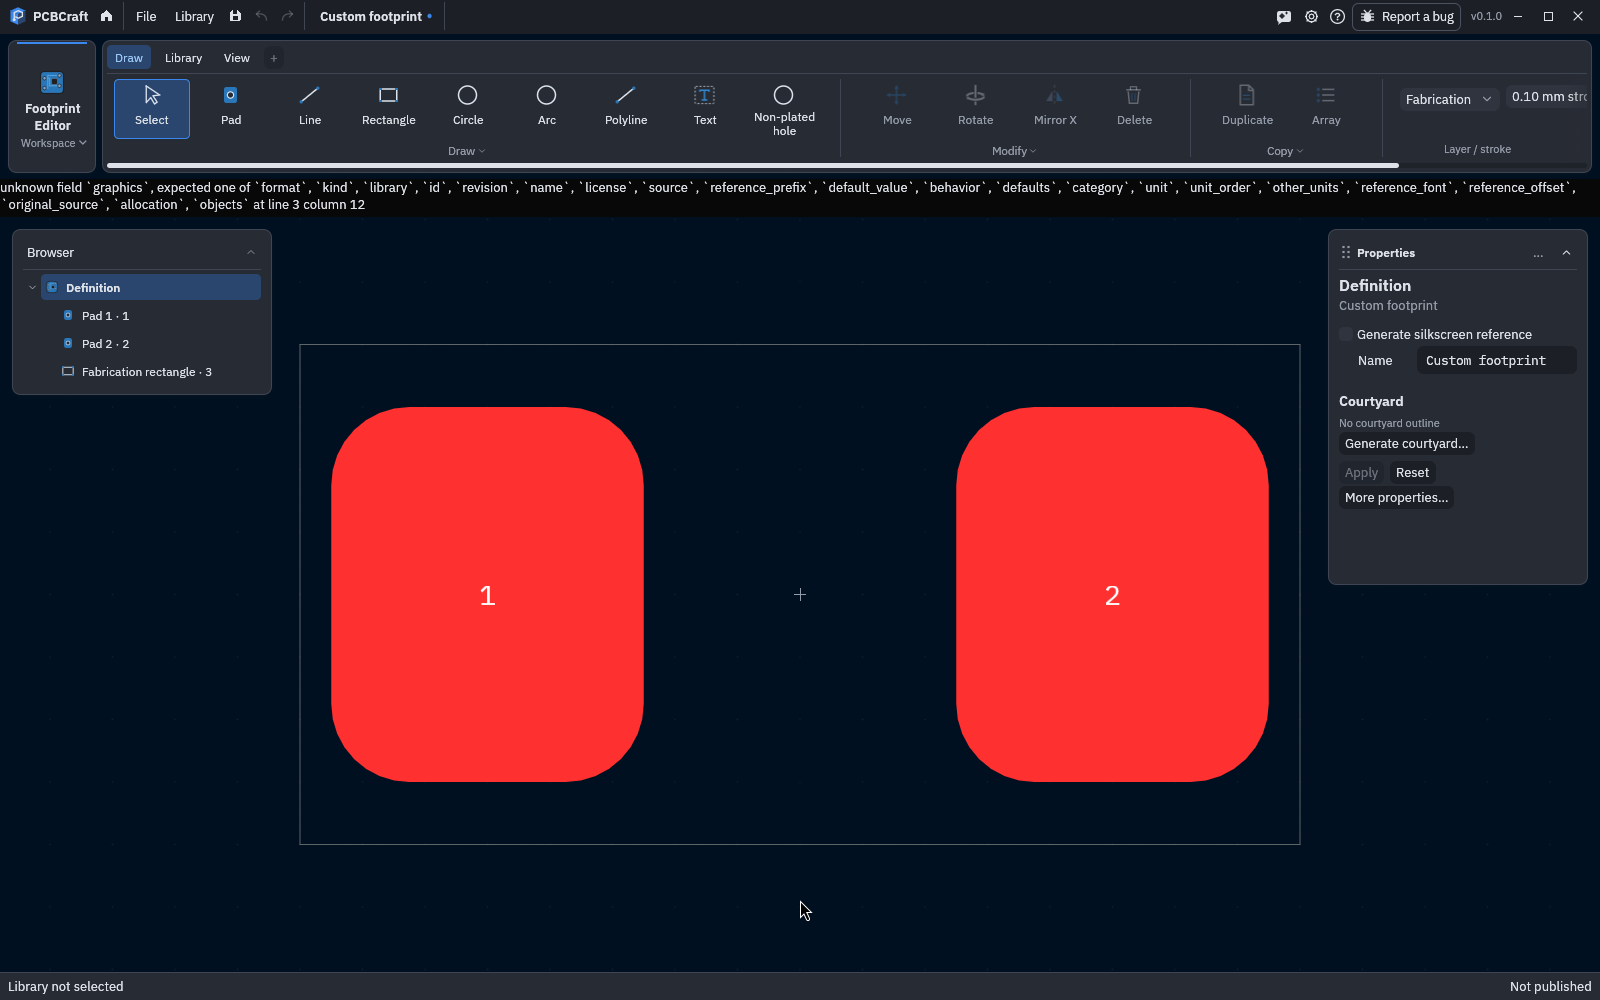 PCBCraft
File
Library
Custom footprint
Report a bug
v0.1.0
Footprint
Editor
Workspace
Draw
Library
View
+
Select
Pad
Line
Rectangle
Circle
Arc
Polyline
Text
Non-plated
hole
Draw
Move
Rotate
Mirror X
Delete
Modify
Duplicate
Array
Copy
Fabrication
0.10 mm stro
Layer / stroke
unknown field `graphics`, expected one of `format`, `kind`, `library`, `id`, `revision`, `name`, `license`, `source`, `reference_prefix`, `default_value`, `behavior`, `defaults`, `category`, `unit`, `unit_order`, `other_units`, `reference_font`, `reference_offset`,
`original_source`, `allocation`, `objects` at line 3 column 12
Browser
Definition
Pad 1 · 1
Pad 2 · 2
Fabrication rectangle · 3
1
2
Properties
...
Definition
Custom footprint
Generate silkscreen reference
Name
Custom footprint
Courtyard
No courtyard outline
Generate courtyard...
Apply
Reset
More properties...
Library not selected
Not published